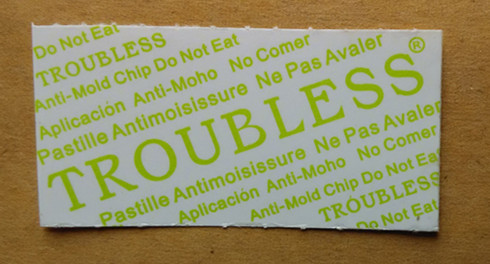 Do Not Eat
TROUBLESS
Anti-Mold Chip Do Not Eat
Aplicación Anti-Moho No Comer
Pastille Antimoisissure Ne Pas Avaler
TROUBLESS®
Pastille Antimoisissure Ne Pas Avaler
Aplicación Anti-Moho No Comer
Anti-Mold Chip Do Not Eat
TROUBLESS
Do Not Eat